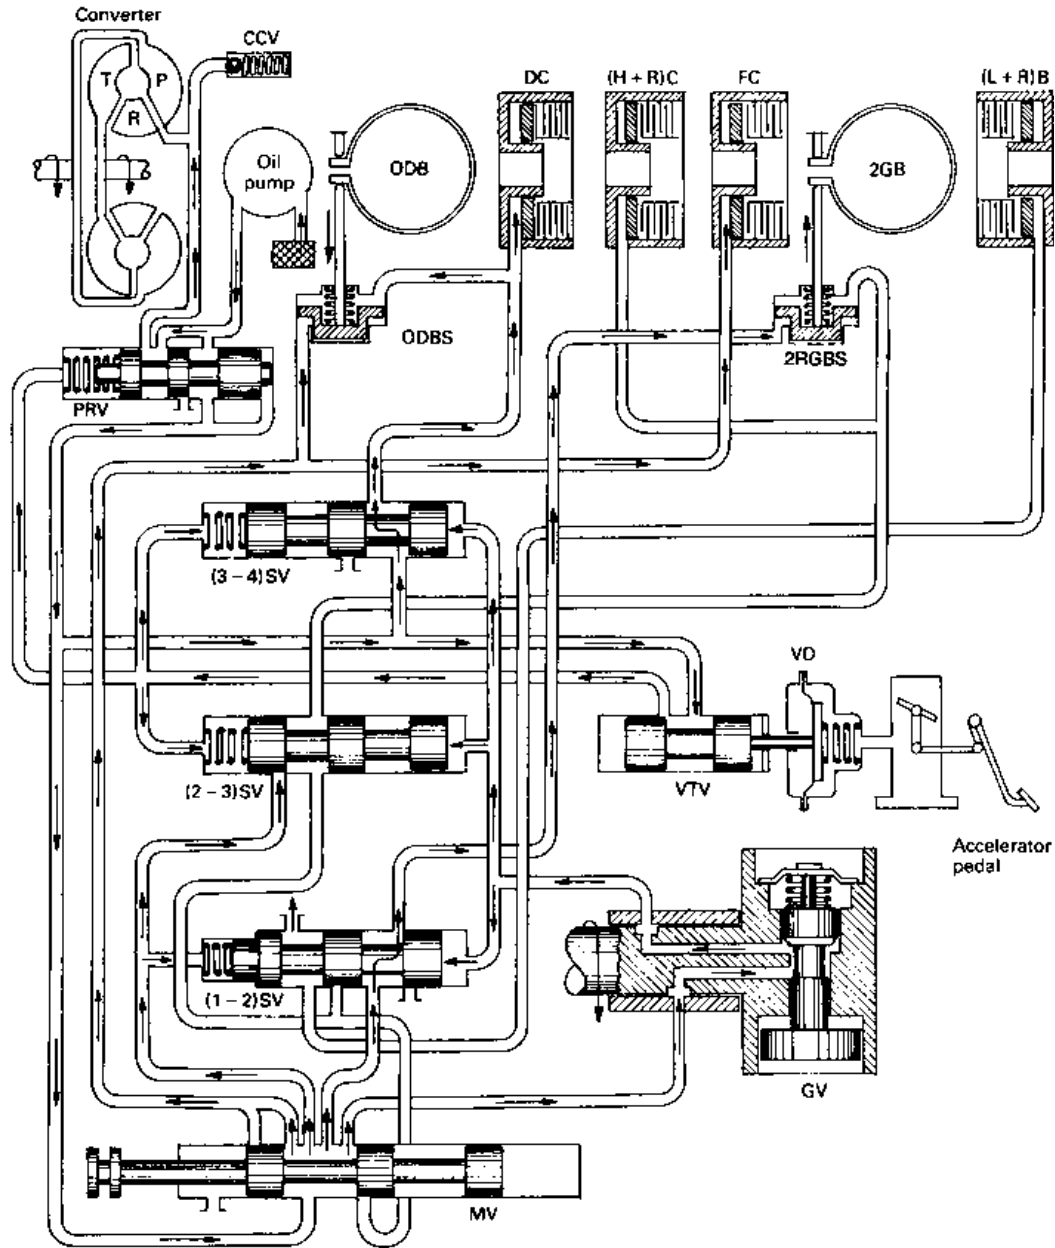 Converter
CCV
T P
R
Oil
pump
ODB
DC
(H + R)C
FC
2GB
(L + R)B
ODBS
2RGBS
PRV
(3 – 4)SV
VD
(2 – 3)SV
VTV
Accelerator
pedal
(1 – 2)SV
GV
MV